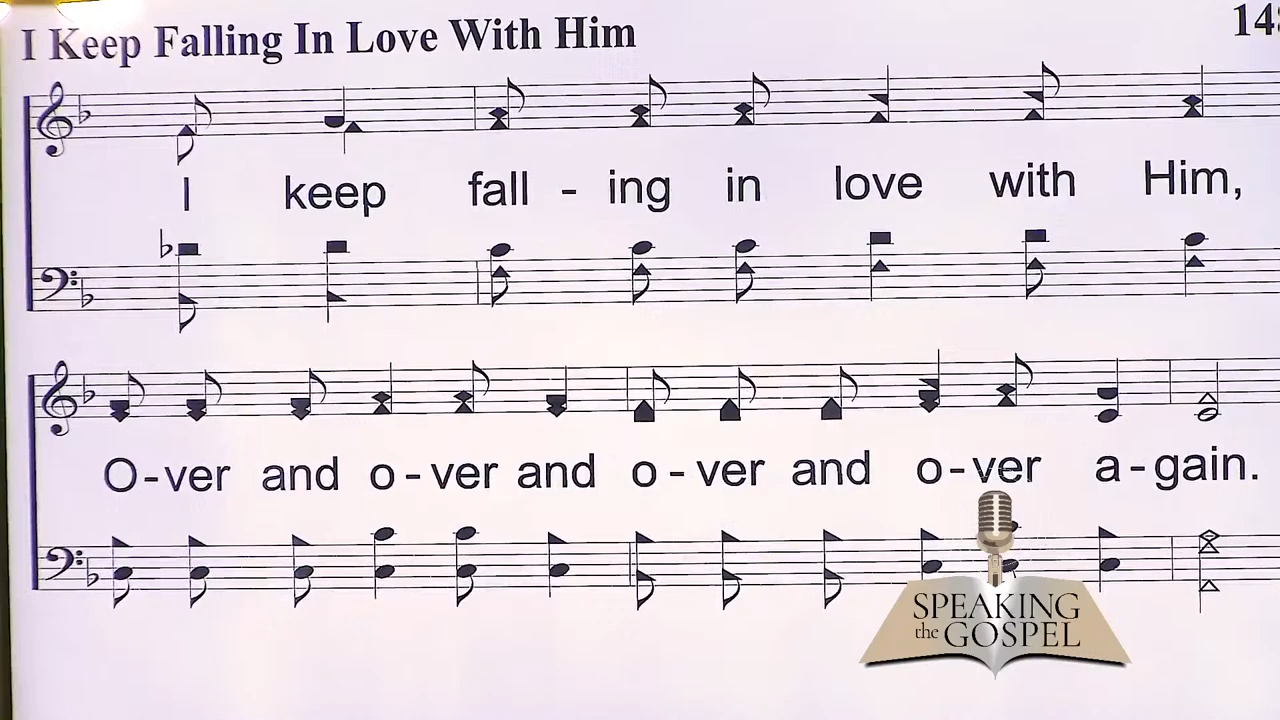 I Keep Falling In Love With Him
I keep fall - ing in love with Him,
O - ver and o - ver and o - ver and o - ver a - gain.
SPEAKING
the GOSPEL